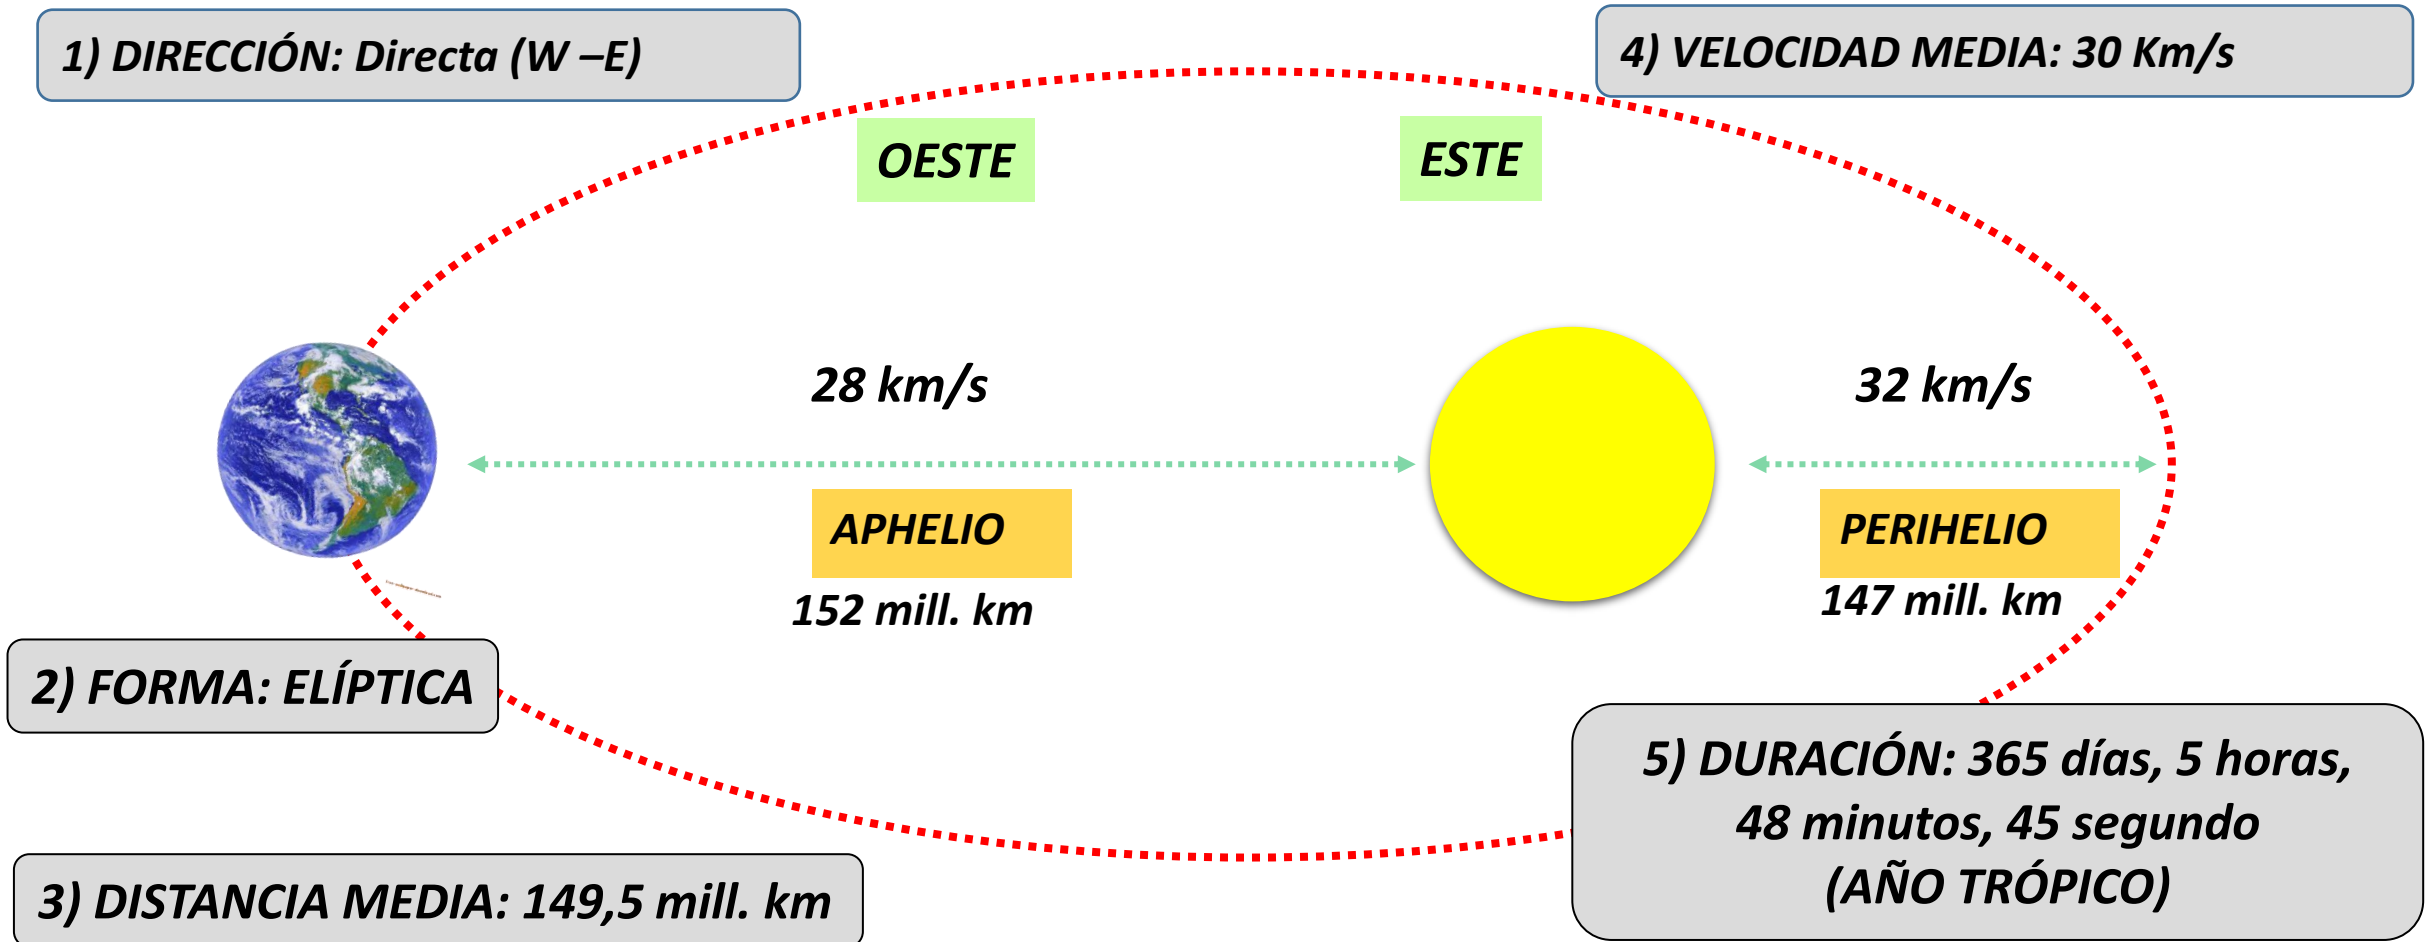 1) DIRECCIÓN: Directa (W –E)
4) VELOCIDAD MEDIA: 30 Km/s
OESTE
ESTE
28 km/s
32 km/s
APHELIO
PERIHELIO
152 mill. km
147 mill. km
2) FORMA: ELÍPTICA
5) DURACIÓN: 365 días, 5 horas,
48 minutos, 45 segundo
(AÑO TRÓPICO)
3) DISTANCIA MEDIA: 149,5 mill. km